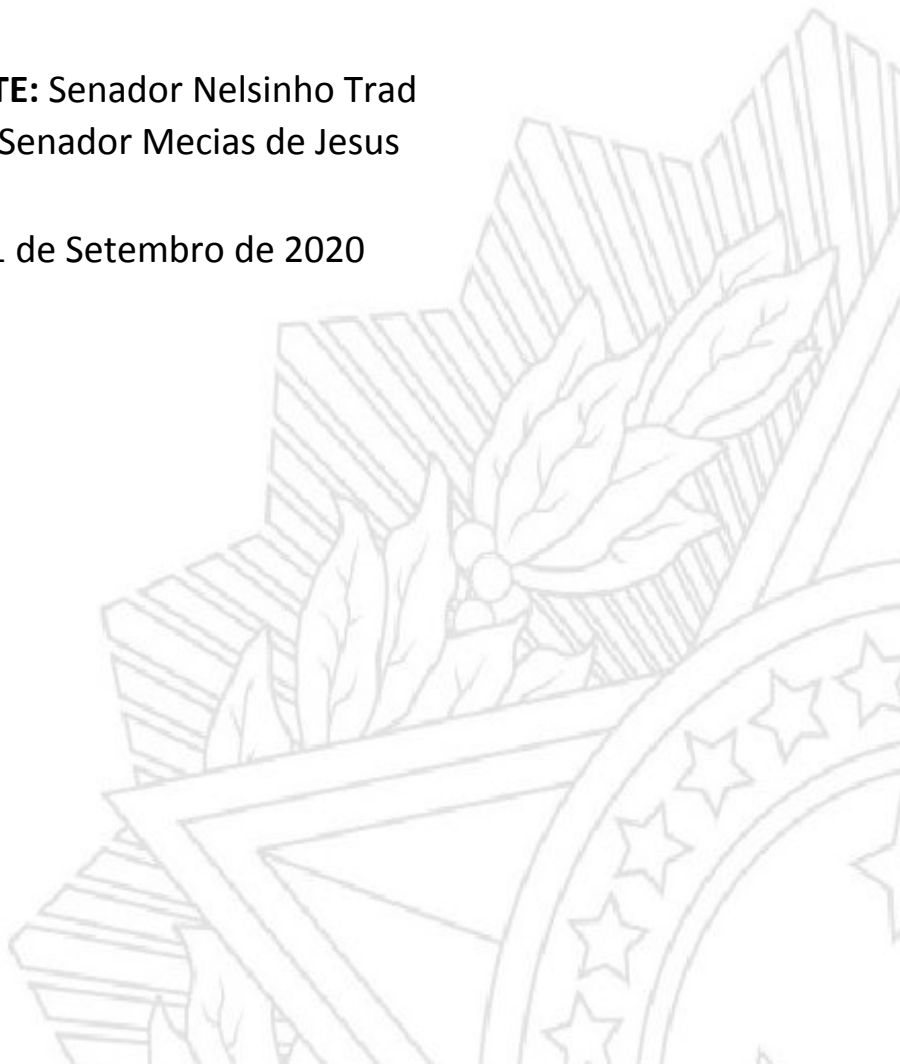 TE: Senador Nelsinho Trad
Senador Mecias de Jesus
de Setembro de 2020